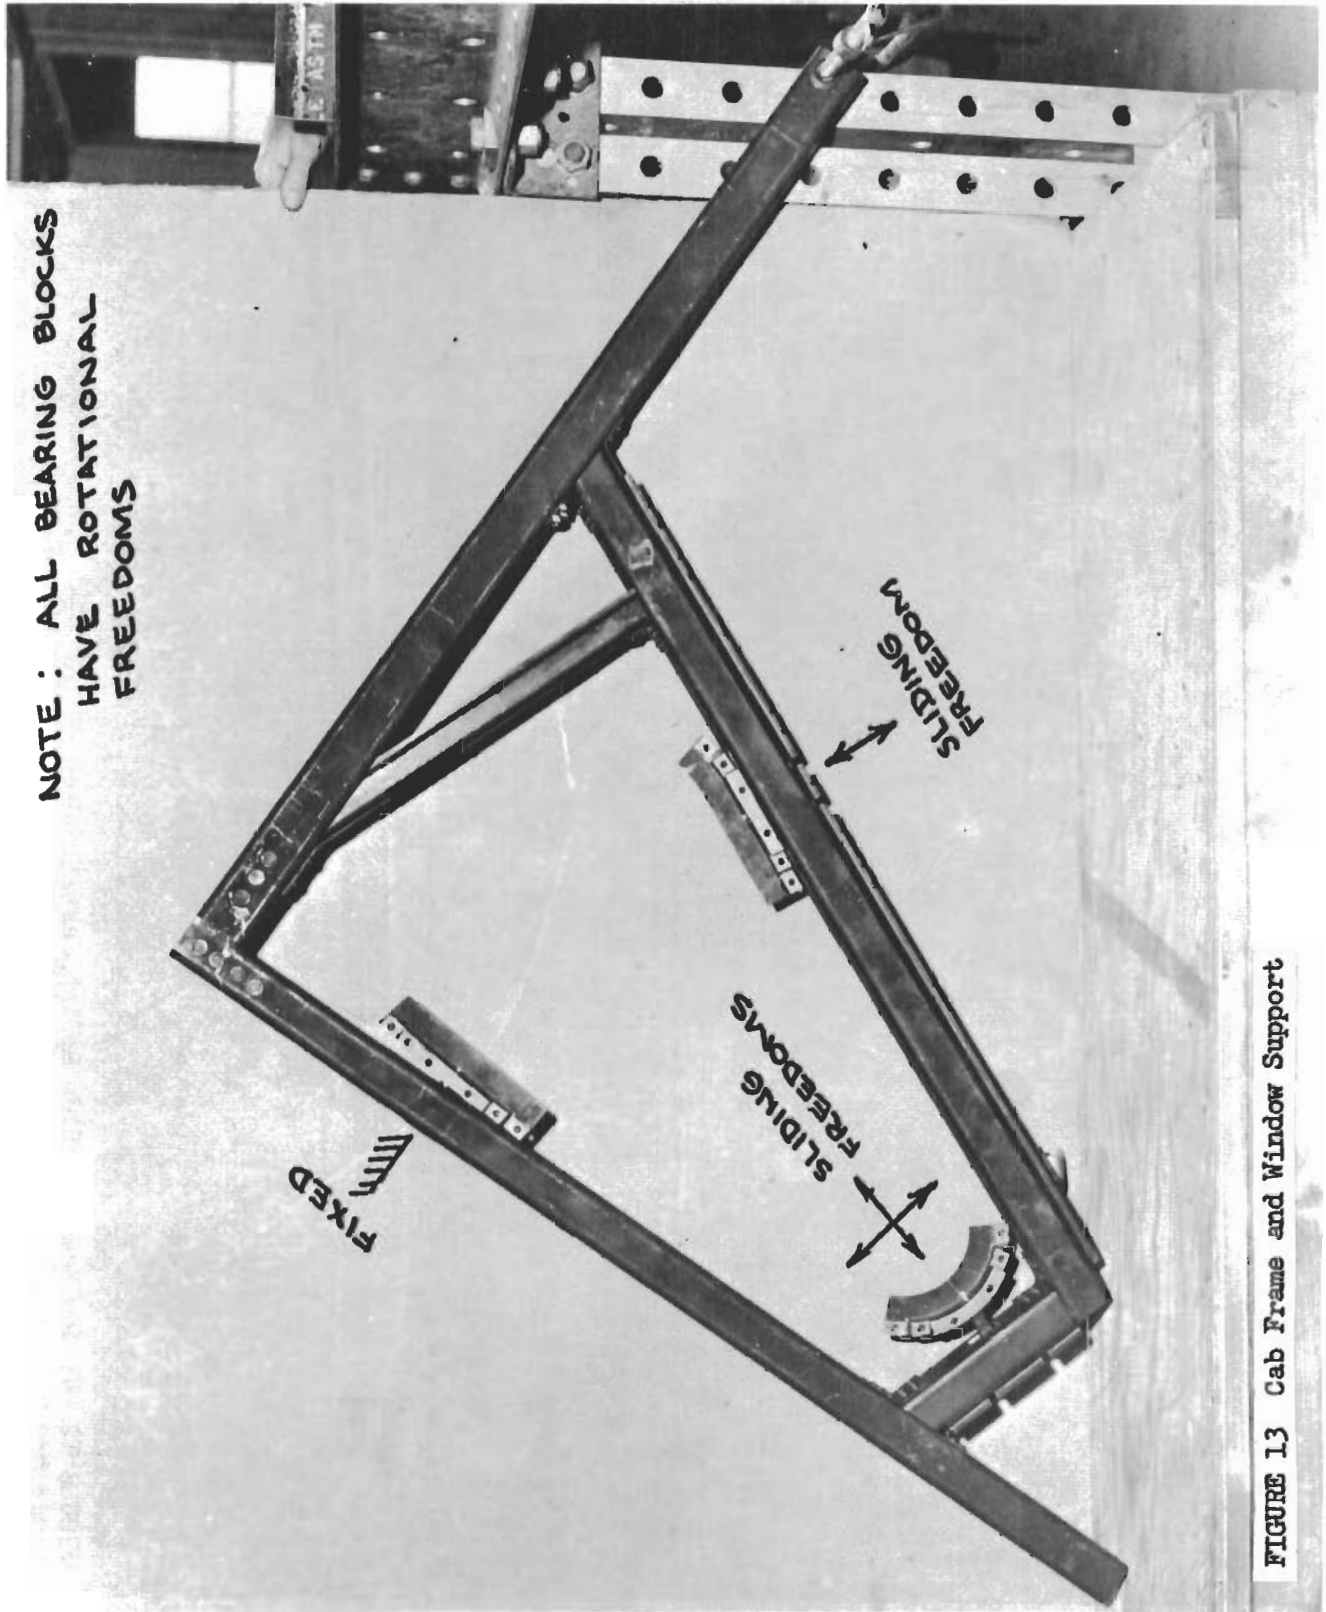 NOTE: ALL BEARING BLOCKS
HAVE ROTATIONAL
FREEDOMS
E ASTM
SLIDING
FREEDOM
SLIDING
FREEDOMS
FIXED
FIGURE 13 Cab Frame and Window Support